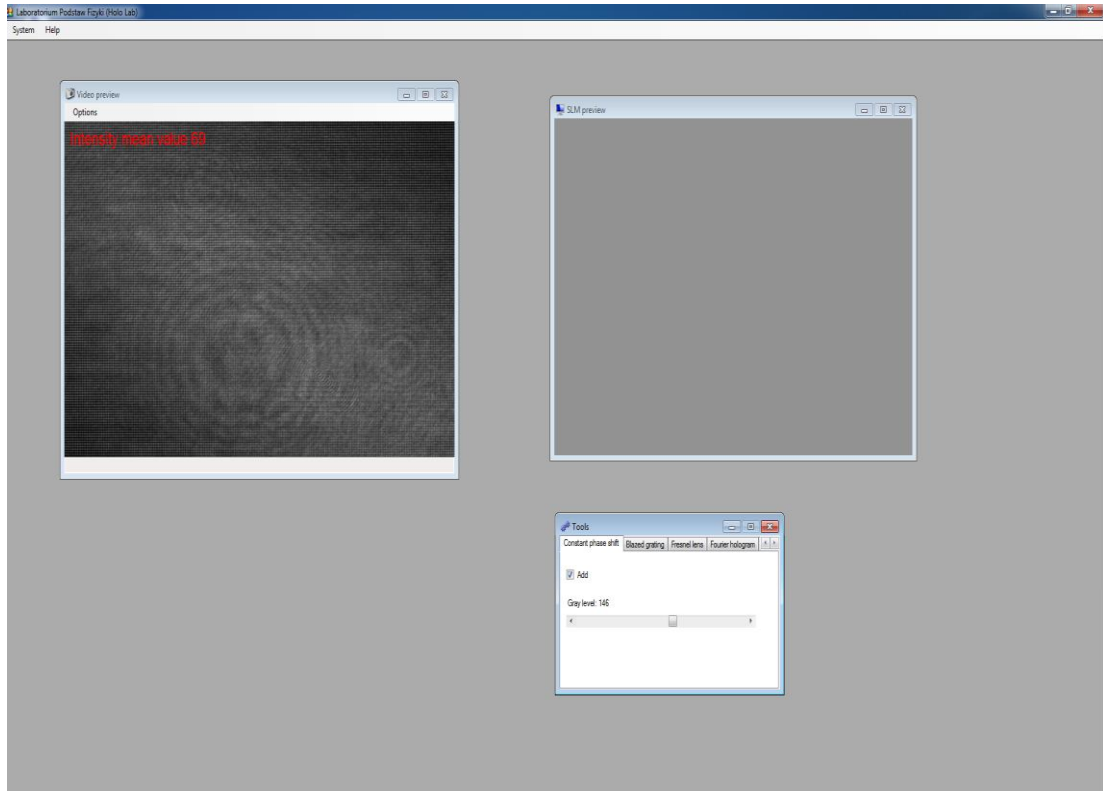 Laboratorium Podstaw Fizyki (Holo Lab)
System Help
Video preview
Options
Intensity mean value 69
SLM preview
Tools
Constant phase shift Blazed grating Fresnel lens Fourier hologram
Add
Gray level: 146